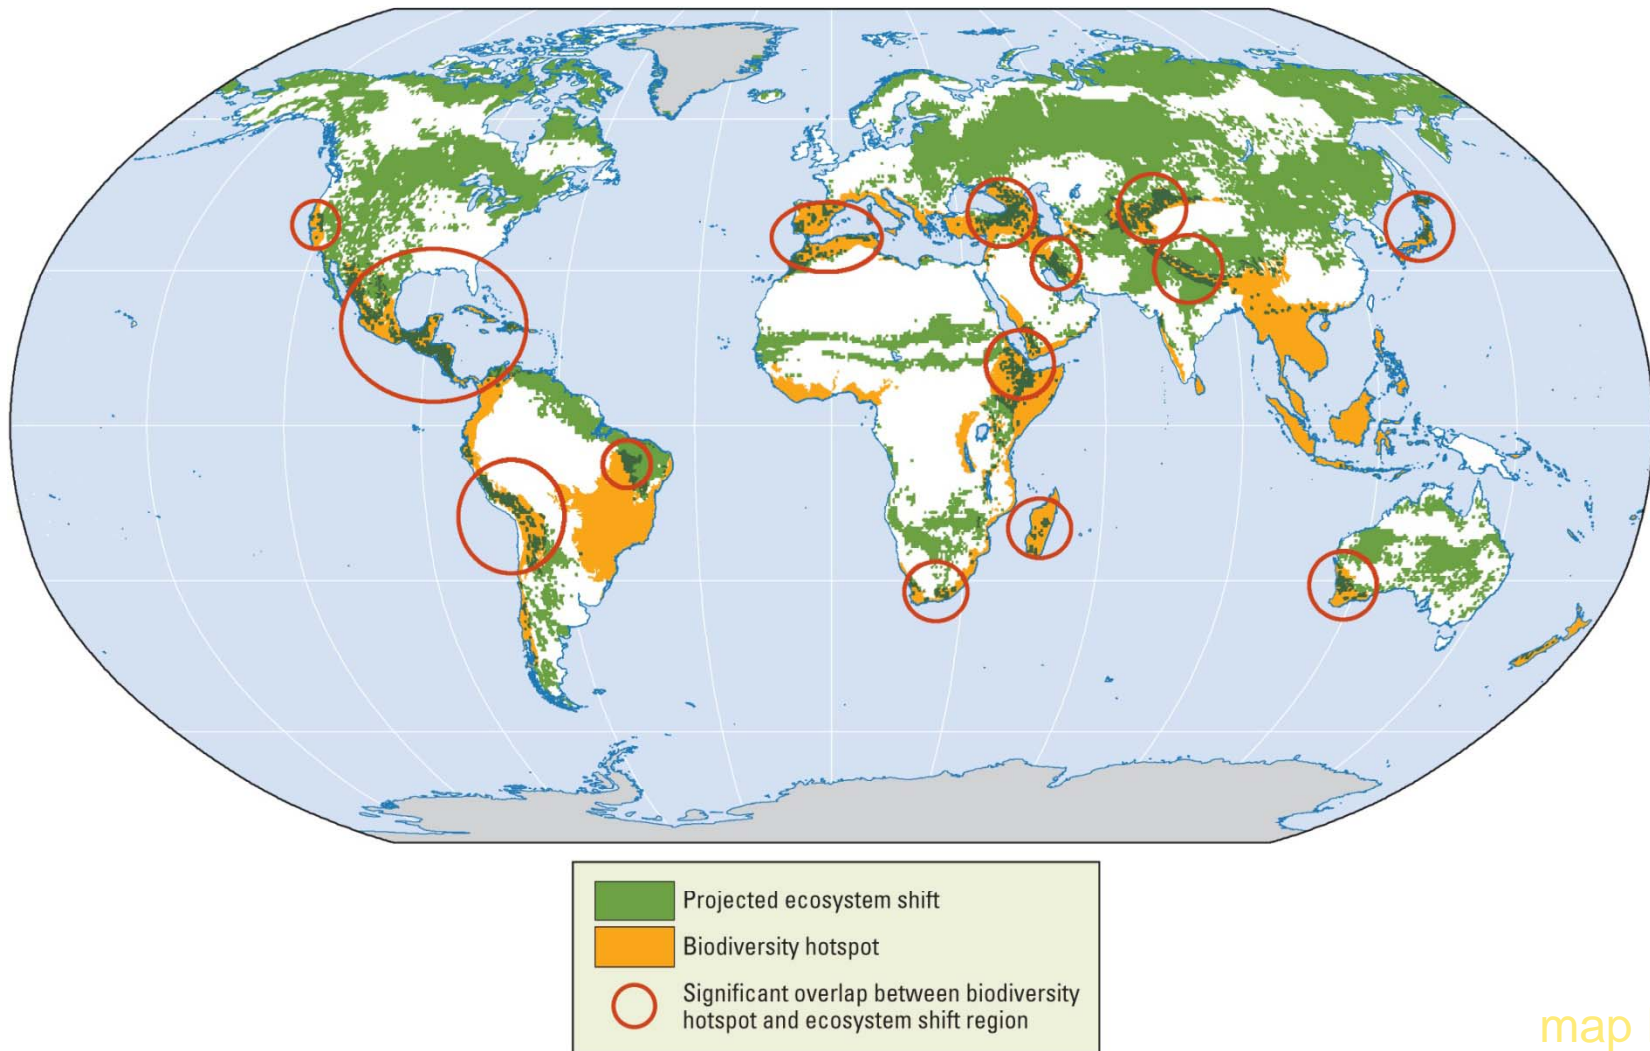 Projected ecosystem shift
Biodiversity hotspot
Significant overlap between biodiversity
hotspot and ecosystem shift region
map